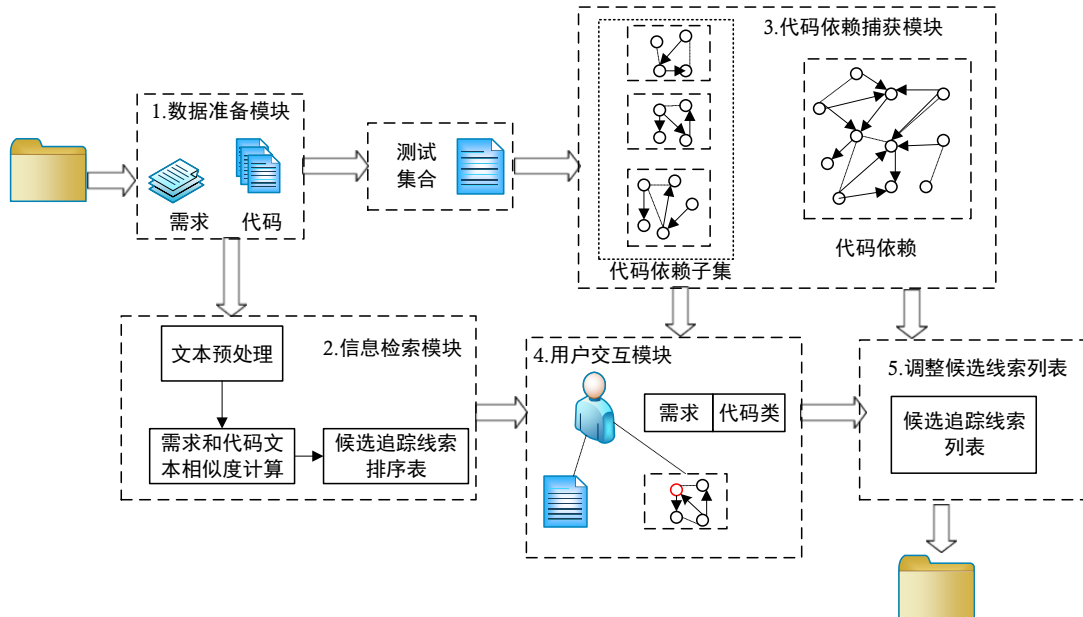 1.数据准备模块
需求
代码
测试
集合
3.代码依赖捕获模块
代码依赖子集
代码依赖
2.信息检索模块
文本预处理
需求和代码文
本相似度计算
候选追踪线索
排序表
4.用户交互模块
需求
代码类
5.调整候选线索列表
候选追踪线索
列表